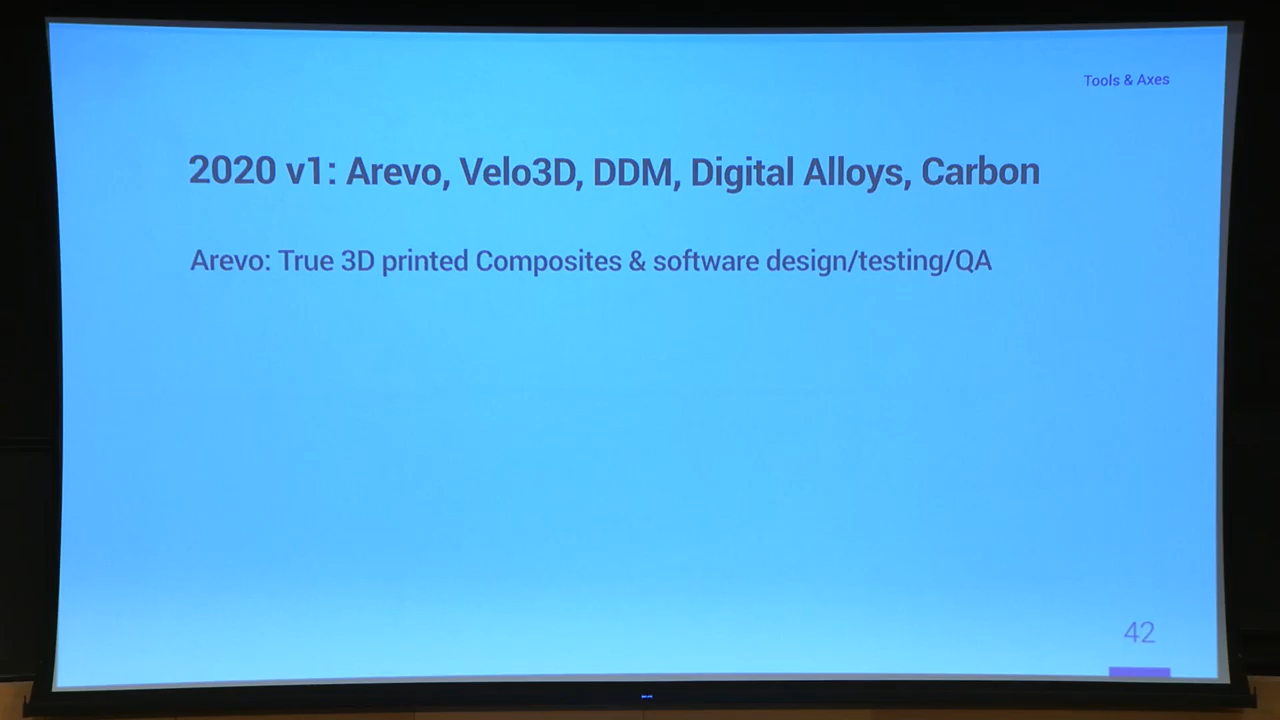 Tools & Axes
2020 v1: Arevo, Velo3D, DDM, Digital Alloys, Carbon
Arevo: True 3D printed Composites & software design/testing/QA
42